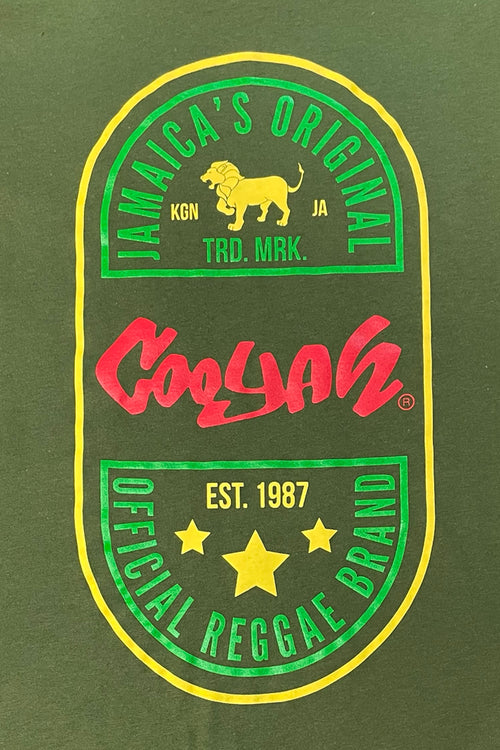 JAMAICA'S ORIGINAL
KGN JA
TRD. MRK.
COOYAH ®
EST. 1987
OFFICIAL REGGAE BRAND